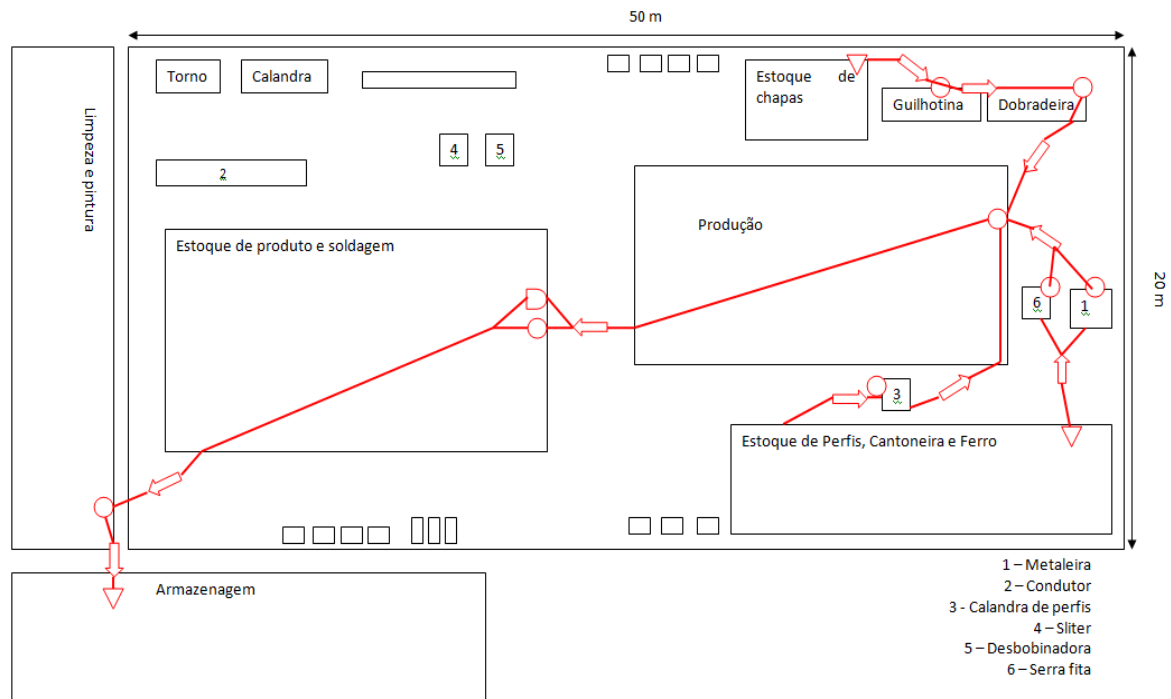 50 m
Torno
Calandra
Estoque de
chapas
Guilhotina
Dobradeira
Limpeza e pintura
4
5
2
Produção
Estoque de produto e soldagem
20 m
6
1
3
Estoque de Perfis, Cantoneira e Ferro
Armazenagem
1 – Metaleira
2 – Condutor
3 - Calandra de perfis
4 – Sliter
5 – Desbobinadora
6 – Serra fita